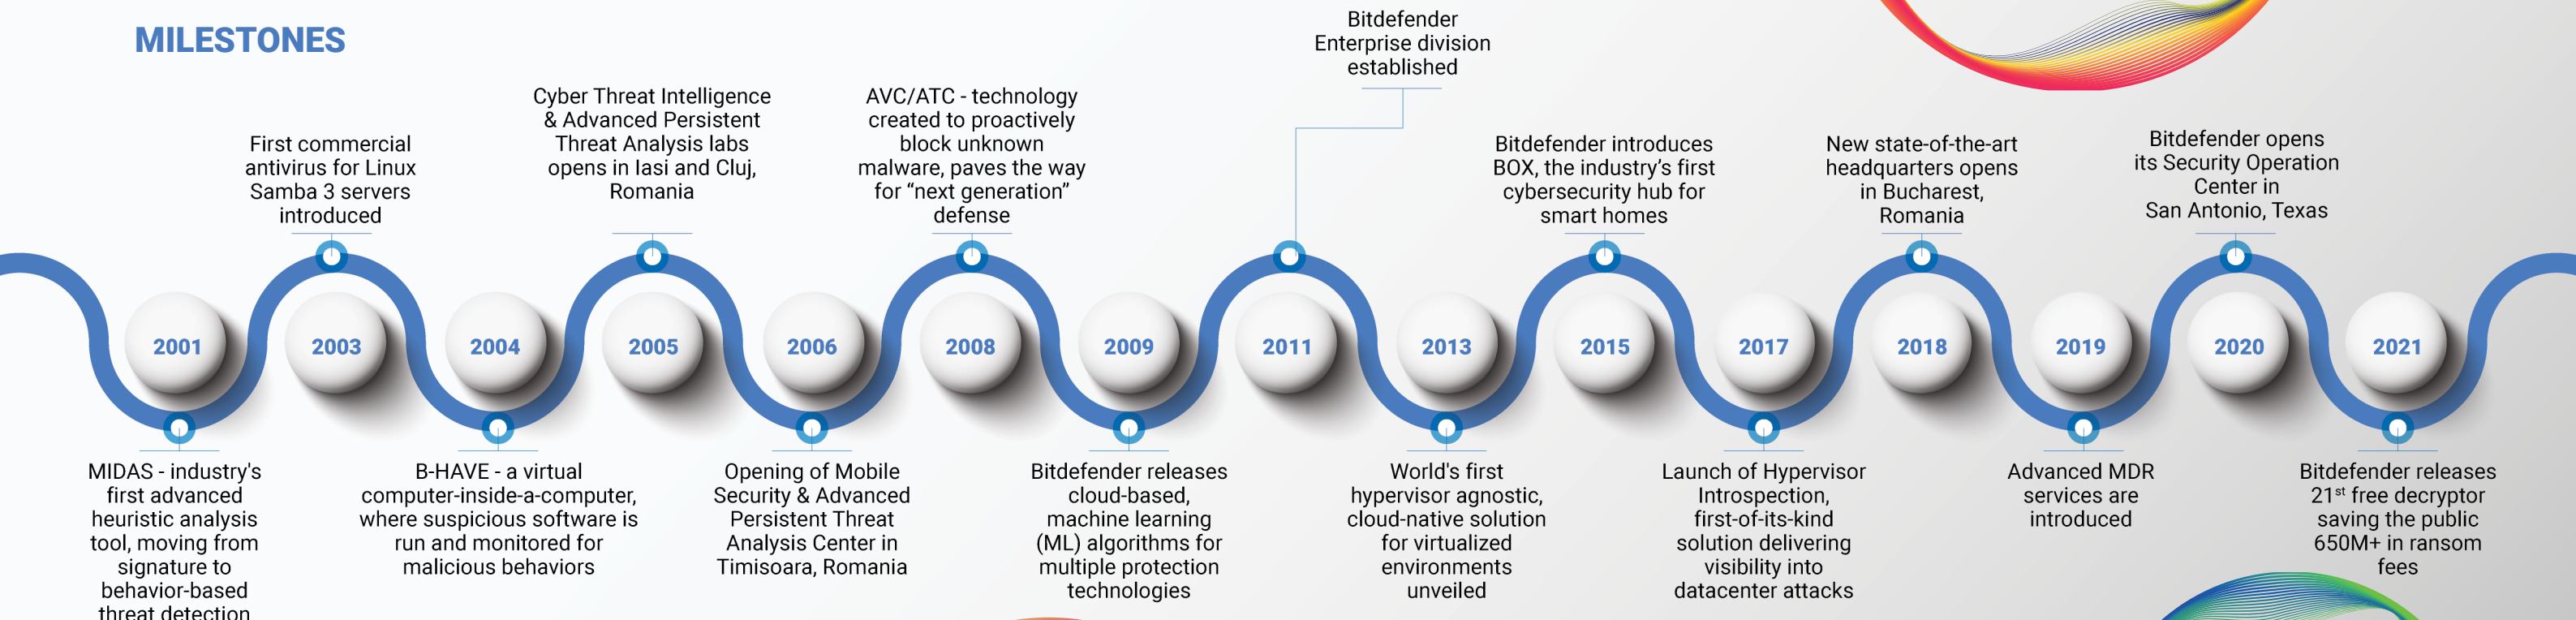 MILESTONES
First commercial
antivirus for Linux
Samba 3 servers
introduced
Cyber Threat Intelligence
& Advanced Persistent
Threat Analysis labs
opens in Iasi and Cluj,
Romania
AVC/ATC - technology
created to proactively
block unknown
malware, paves the way
for “next generation”
defense
Bitdefender
Enterprise division
established
Bitdefender introduces
BOX, the industry’s first
cybersecurity hub for
smart homes
New state-of-the-art
headquarters opens
in Bucharest,
Romania
Bitdefender opens
its Security Operation
Center in
San Antonio, Texas
2001
2003
2004
2005
2006
2008
2009
2011
2013
2015
2017
2018
2019
2020
2021
MIDAS - industry's
first advanced
heuristic analysis
tool, moving from
signature to
behavior-based
threat detection
B-HAVE - a virtual
computer-inside-a-computer,
where suspicious software is
run and monitored for
malicious behaviors
Opening of Mobile
Security & Advanced
Persistent Threat
Analysis Center in
Timisoara, Romania
Bitdefender releases
cloud-based,
machine learning
(ML) algorithms for
multiple protection
technologies
World's first
hypervisor agnostic,
cloud-native solution
for virtualized
environments
unveiled
Launch of Hypervisor
Introspection,
first-of-its-kind
solution delivering
visibility into
datacenter attacks
Advanced MDR
services are
introduced
Bitdefender releases
21st free decryptor
saving the public
650M+ in ransom
fees